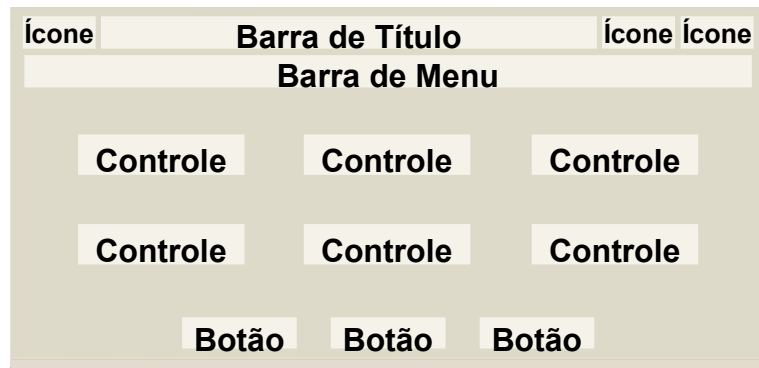 Ícone Barra de Título Ícone Ícone
Barra de Menu
Controle Controle Controle
Controle Controle Controle
Botão Botão Botão